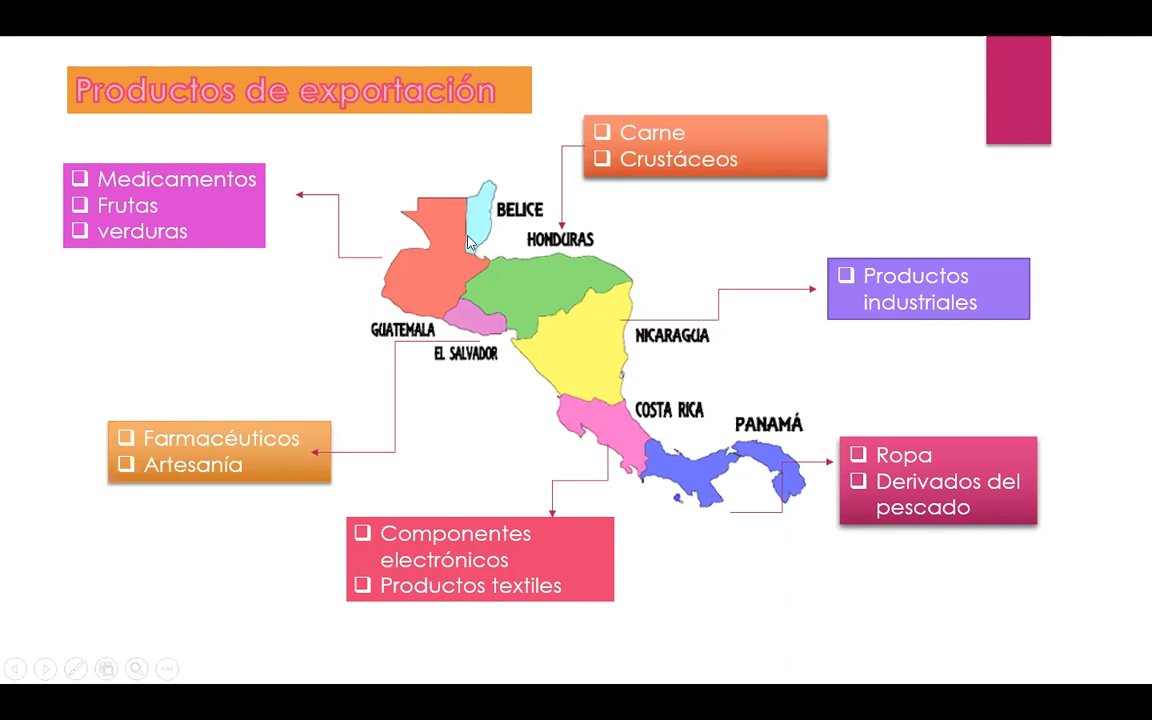 Productos de exportación
Carne
Crustáceos
Medicamentos
Frutas
verduras
BELICE
HONDURAS
Productos
industriales
GUATEMALA
EL SALVADOR
NICARAGUA
COSTA RICA
PANAMÁ
Farmacéuticos
Artesanía
Ropa
Derivados del
pescado
Componentes
electrónicos
Productos textiles